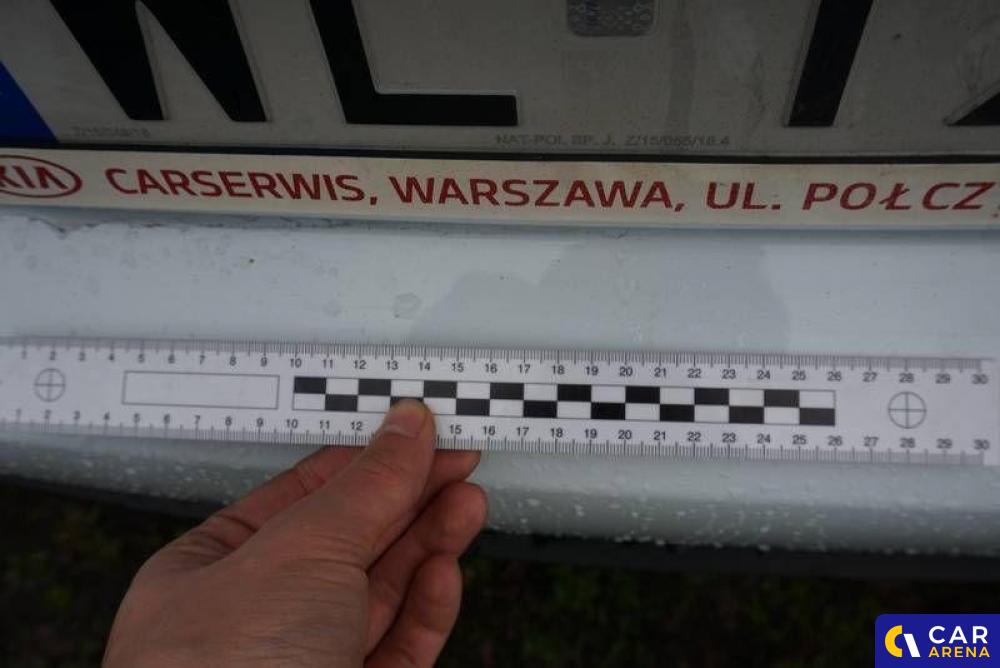 WL 1
NAT-POL SP. J. Z/15/055/16.4
KIA CARSERWIS, WARSZAWA, UL. POŁCZ
1 2 3 4 5 6 7 8 9 10 11 12 13 14 15 16 17 18 19 20 21 22 23 24 25 26 27 28 29 30
1 2 3 4 5 6 7 8 9 10 11 12 15 16 17 18 19 20 21 22 23 24 25 26 27 28 29 30
CAR
ARENA